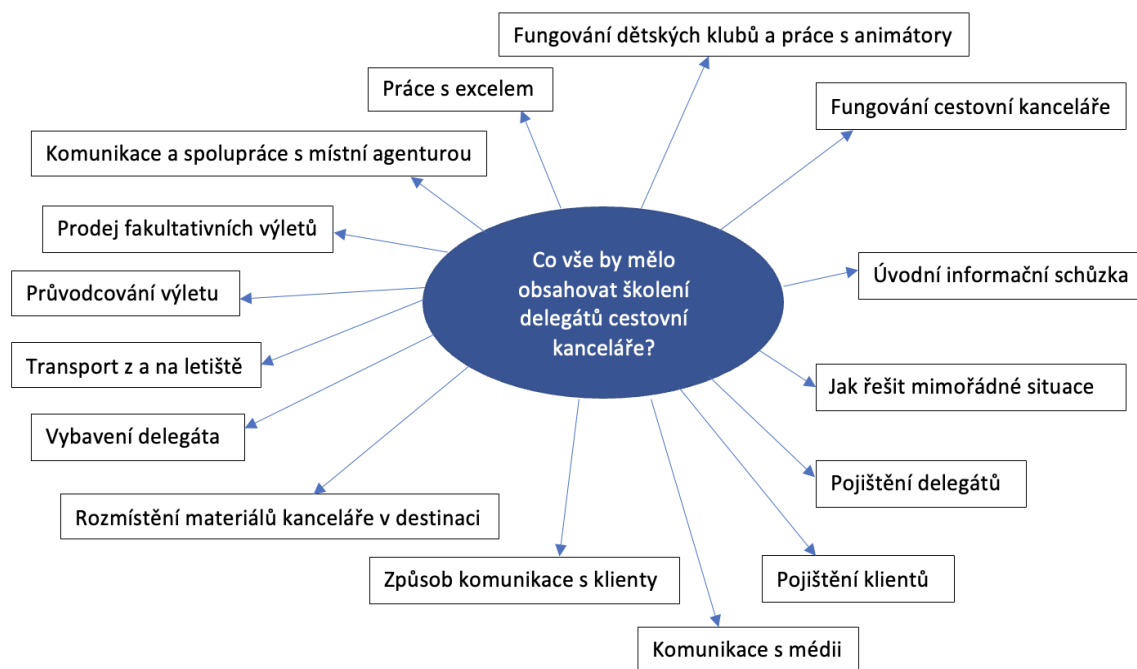 Fungování dětských klubů a práce s animátory
Práce s excelem
Fungování cestovní kanceláře
Komunikace a spolupráce s místní agenturou
Prodej fakultativních výletů
Co vše by mělo
obsahovat školení
delegátů cestovní
kanceláře?
Úvodní informační schůzka
Průvodcování výletu
Transport z a na letiště
Jak řešit mimořádné situace
Vybavení delegáta
Pojištění delegátů
Rozmístění materiálů kanceláře v destinaci
Způsob komunikace s klienty
Pojištění klientů
Komunikace s médii